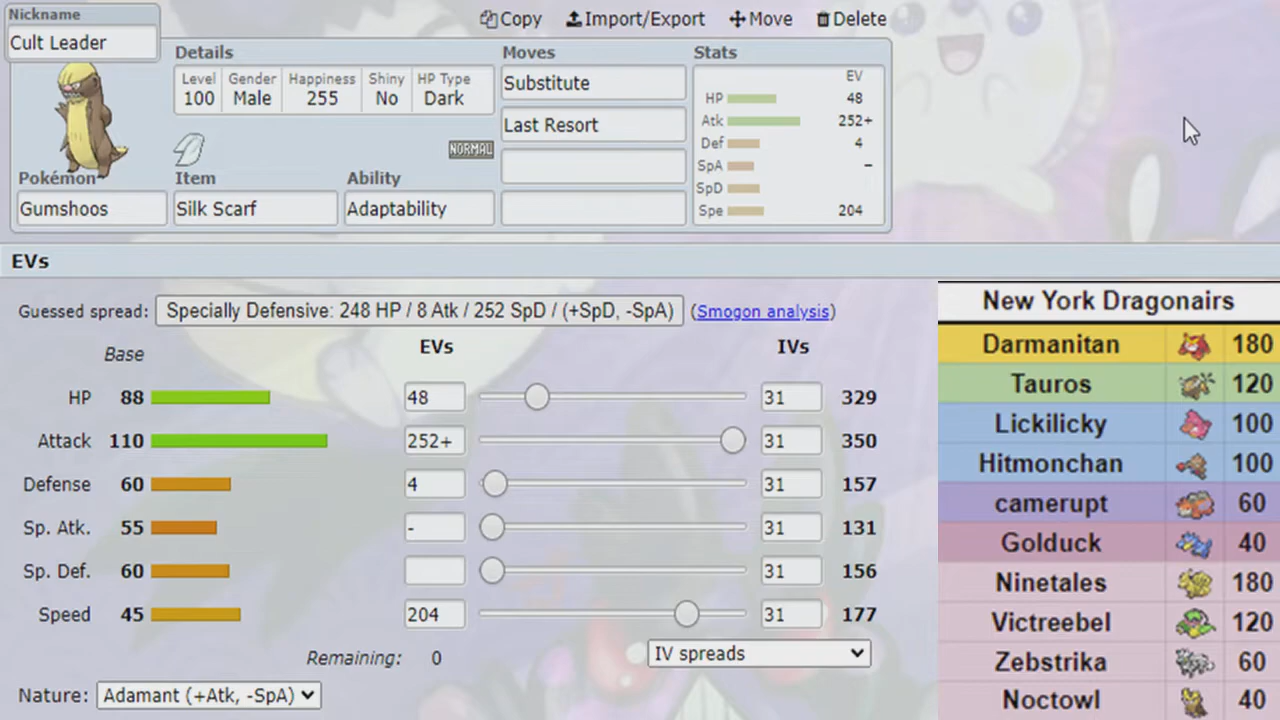 Nickname
Cult Leader
Copy Import/Export Move Delete
Details
Level Gender Happiness Shiny HP Type
100 Male 255 No Dark
NORMAL
Pokémon Item Ability
Gumshoos Silk Scarf Adaptability
Moves
Substitute
Last Resort
Stats
EV
HP 48
Atk 252+
Def 4
SpA –
SpD
Spe 204
EVs
Guessed spread: Specially Defensive: 248 HP / 8 Atk / 252 SpD / (+SpD, -SpA) (Smogon analysis)
Base EVs IVs
HP 88 48 31 329
Attack 110 252+ 31 350
Defense 60 4 31 157
Sp. Atk. 55 - 31 131
Sp. Def. 60 31 156
Speed 45 204 31 177
Remaining: 0 IV spreads
Nature: Adamant (+Atk, -SpA)
New York Dragonairs
Darmanitan 180
Tauros 120
Lickilicky 100
Hitmonchan 100
camerupt 60
Golduck 40
Ninetales 180
Victreebel 120
Zebstrika 60
Noctowl 40